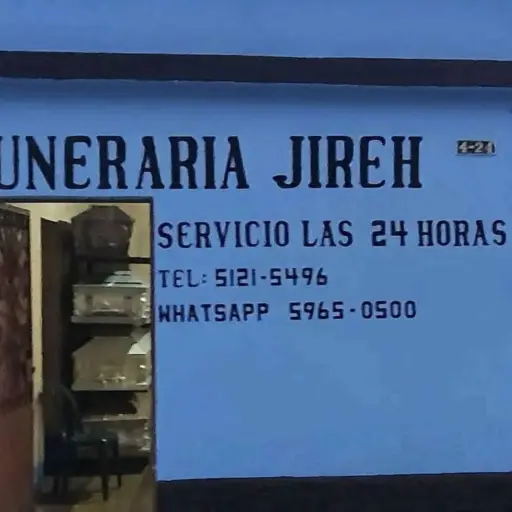 UNERARIA JIREH
4-24
SERVICIO LAS 24 HORAS
TEL: 5121-5496
WHATSAPP 5965-0500